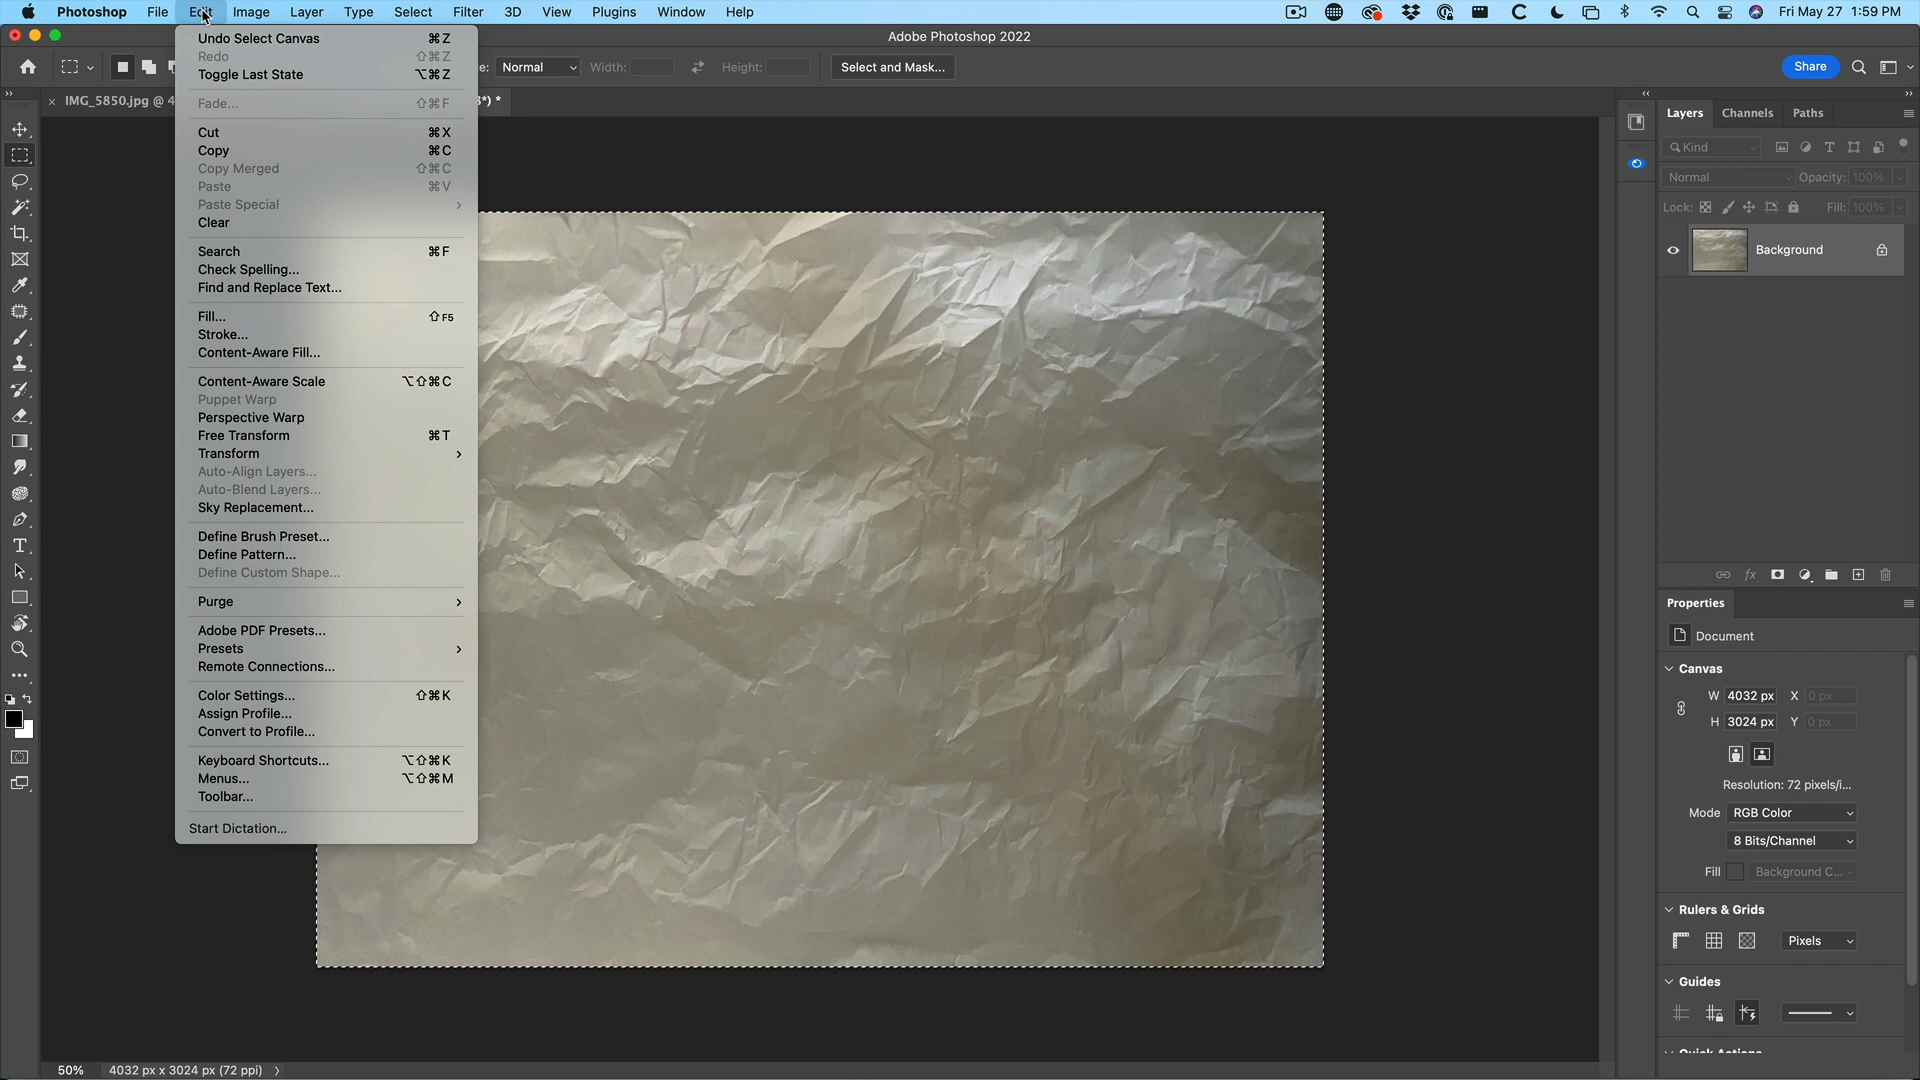 Photoshop File Edit Image Layer Type Select Filter 3D View Plugins Window Help Fri May 27 1:59 PM
Adobe Photoshop 2022
Normal Width: Height: Select and Mask... Share
IMG_5850.jpg @ 4 *) *
Undo Select Canvas ⌘Z
Redo ⇧⌘Z
Toggle Last State ⌥⌘Z
Fade... ⇧⌘F
Cut ⌘X
Copy ⌘C
Copy Merged ⇧⌘C
Paste ⌘V
Paste Special
Clear
Search ⌘F
Check Spelling...
Find and Replace Text...
Fill... ⇧F5
Stroke...
Content-Aware Fill...
Content-Aware Scale ⌥⇧⌘C
Puppet Warp
Perspective Warp
Free Transform ⌘T
Transform
Auto-Align Layers...
Auto-Blend Layers...
Sky Replacement...
Define Brush Preset...
Define Pattern...
Define Custom Shape...
Purge
Adobe PDF Presets...
Presets
Remote Connections...
Color Settings... ⇧⌘K
Assign Profile...
Convert to Profile...
Keyboard Shortcuts... ⌥⇧⌘K
Menus... ⌥⇧⌘M
Toolbar...
Start Dictation...
Layers Channels Paths
Kind
Normal Opacity: 100%
Lock: Fill: 100%
Background
Properties
Document
Canvas
W 4032 px X 0 px
H 3024 px Y 0 px
Resolution: 72 pixels/i...
Mode RGB Color
8 Bits/Channel
Fill Background C...
Rulers & Grids
Pixels
Guides
Quick Actions
50% 4032 px x 3024 px (72 ppi)